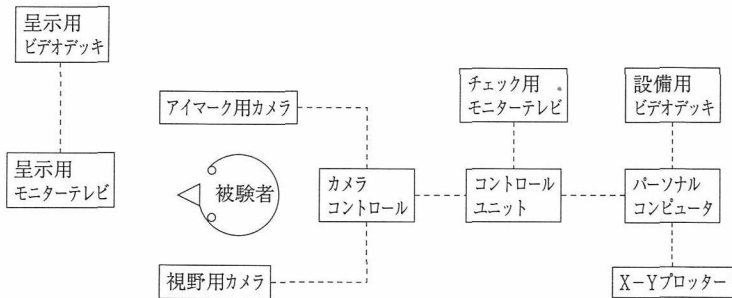 呈示用
ビデオデッキ
チェック用
モニターテレビ
設備用
ビデオデッキ
アイマーク用カメラ
呈示用
モニターテレビ
被験者
カメラ
コントロール
コントロール
ユニット
パーソナル
コンピュータ
視野用カメラ
X-Yプロッター